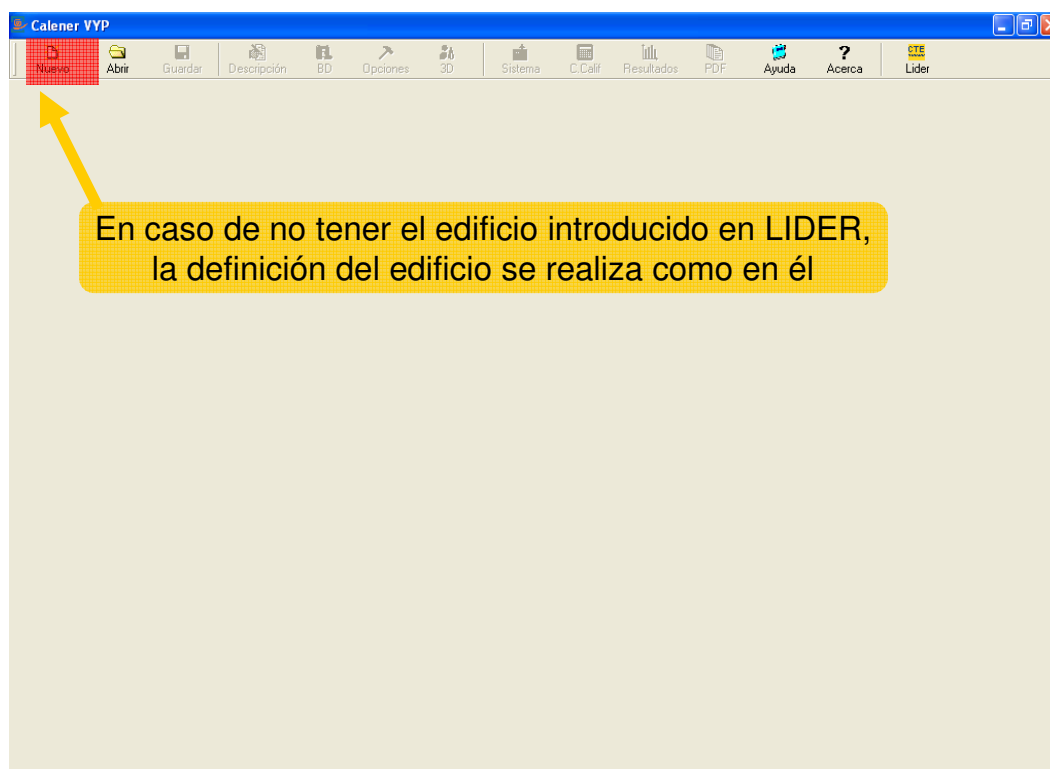 Calener VYP
Nuevo Abrir Guardar Descripción BD Opciones 3D Sistema C.Calif Resultados PDF Ayuda Acerca Lider
CTE
En caso de no tener el edificio introducido en LIDER,
la definición del edificio se realiza como en él